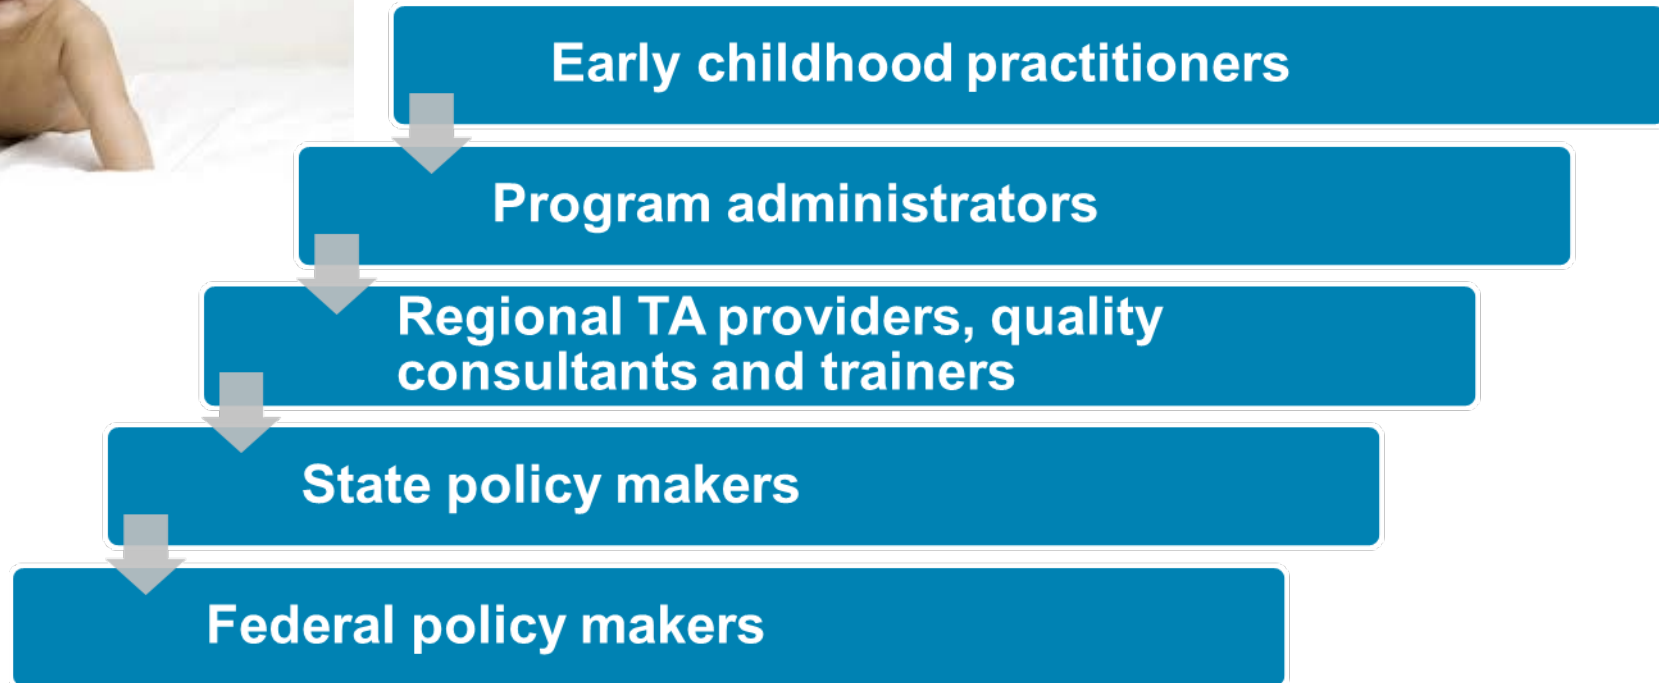 Early childhood practitioners
Program administrators
Regional TA providers, quality
consultants and trainers
State policy makers
Federal policy makers